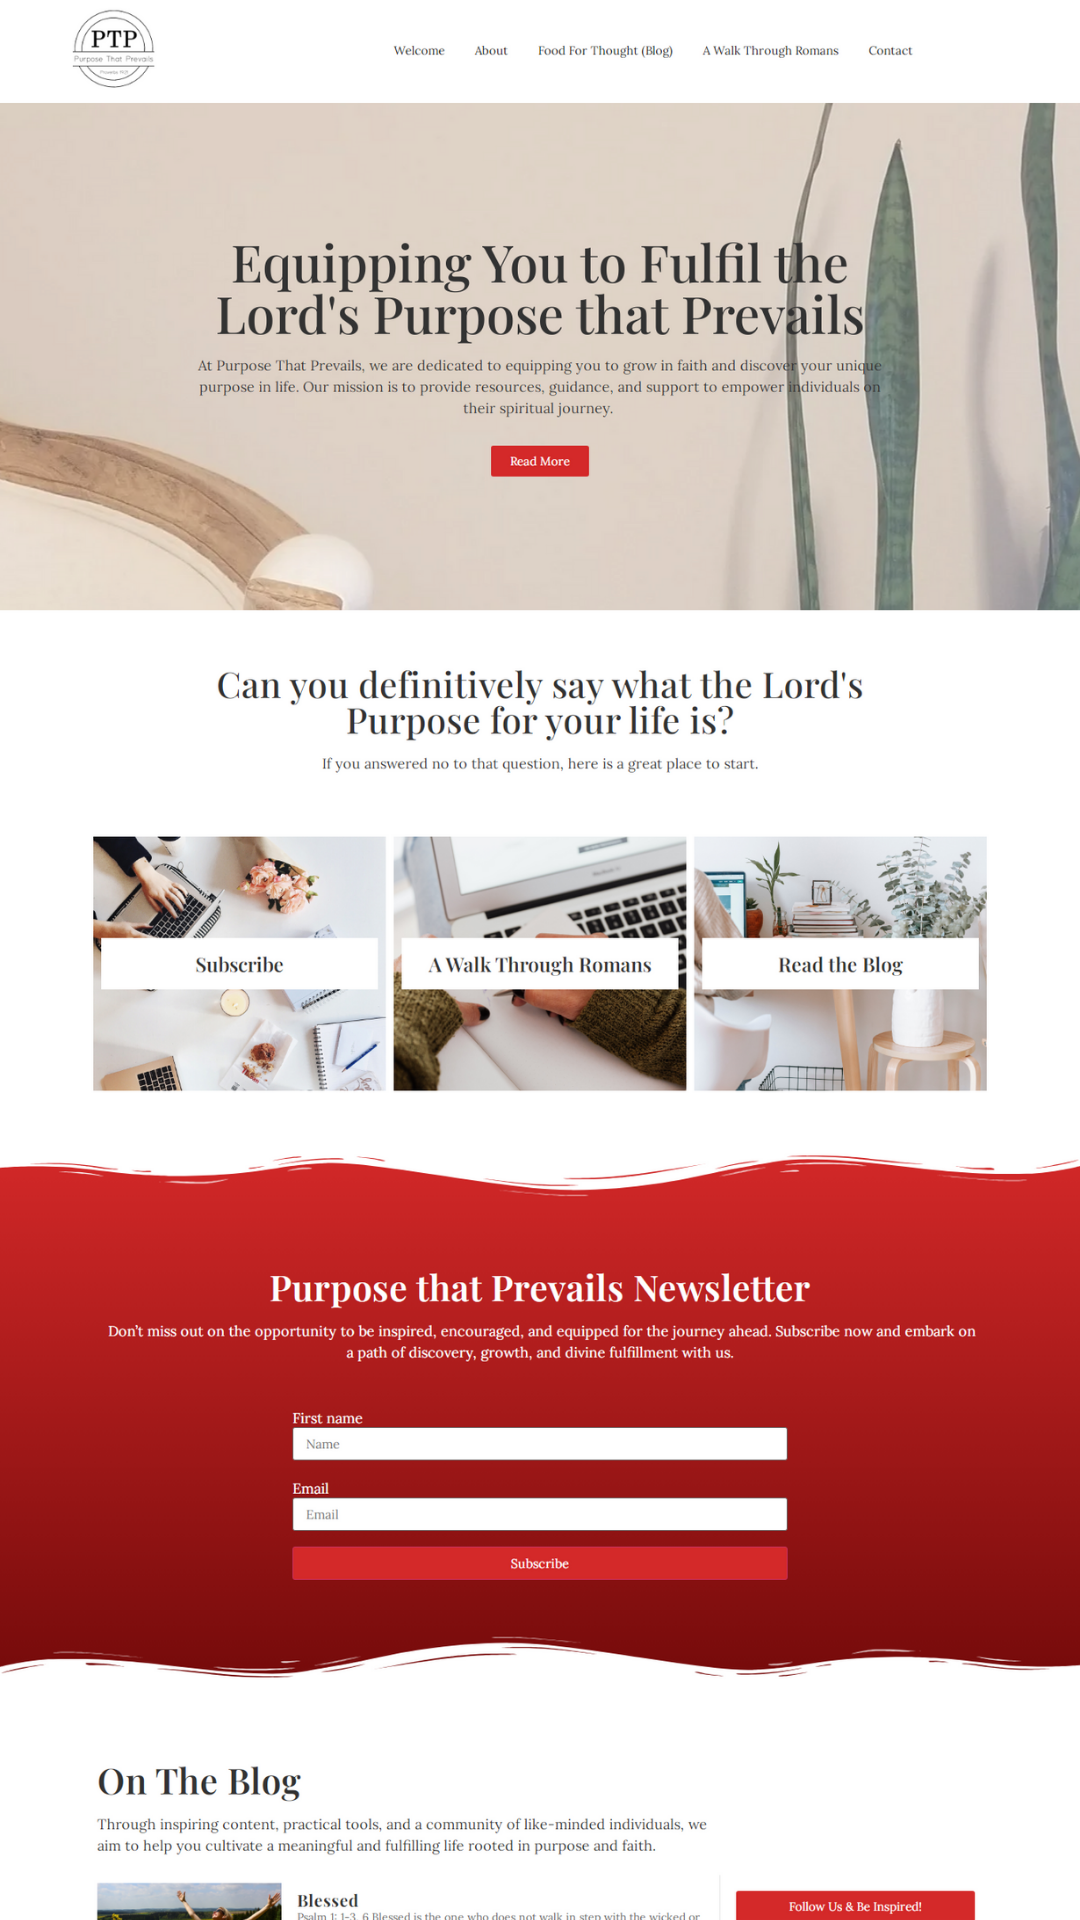 PTP
Purpose That Prevails
Welcome
About
Food For Thought (Blog)
A Walk Through Romans
Contact
Equipping You to Fulfil the
Lord's Purpose that Prevails
At Purpose That Prevails, we are dedicated to equipping you to grow in faith and discover your unique
purpose in life. Our mission is to provide resources, guidance, and support to empower individuals on
their spiritual journey.
Read More
Can you definitively say what the Lord's
Purpose for your life is?
If you answered no to that question, here is a great place to start.
Subscribe
A Walk Through Romans
Read the Blog
Purpose that Prevails Newsletter
Don't miss out on the opportunity to be inspired, encouraged, and equipped for the journey ahead. Subscribe now and embark on
a path of discovery, growth, and divine fulfillment with us.
First name
Name
Email
Email
Subscribe
On The Blog
Through inspiring content, practical tools, and a community of like-minded individuals, we
aim to help you cultivate a meaningful and fulfilling life rooted in purpose and faith.
Blessed
Psalm 1: 1-3, 6 Blessed is the one who does not walk in step with the wicked or
Follow Us & Be Inspired!